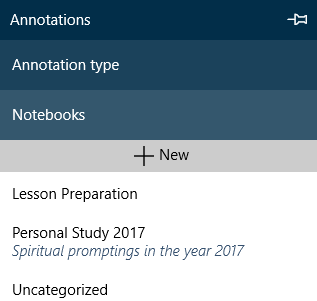 Annotations
Annotation type
Notebooks
New
Lesson Preparation
Personal Study 2017
Spiritual promptings in the year 2017
Uncategorized